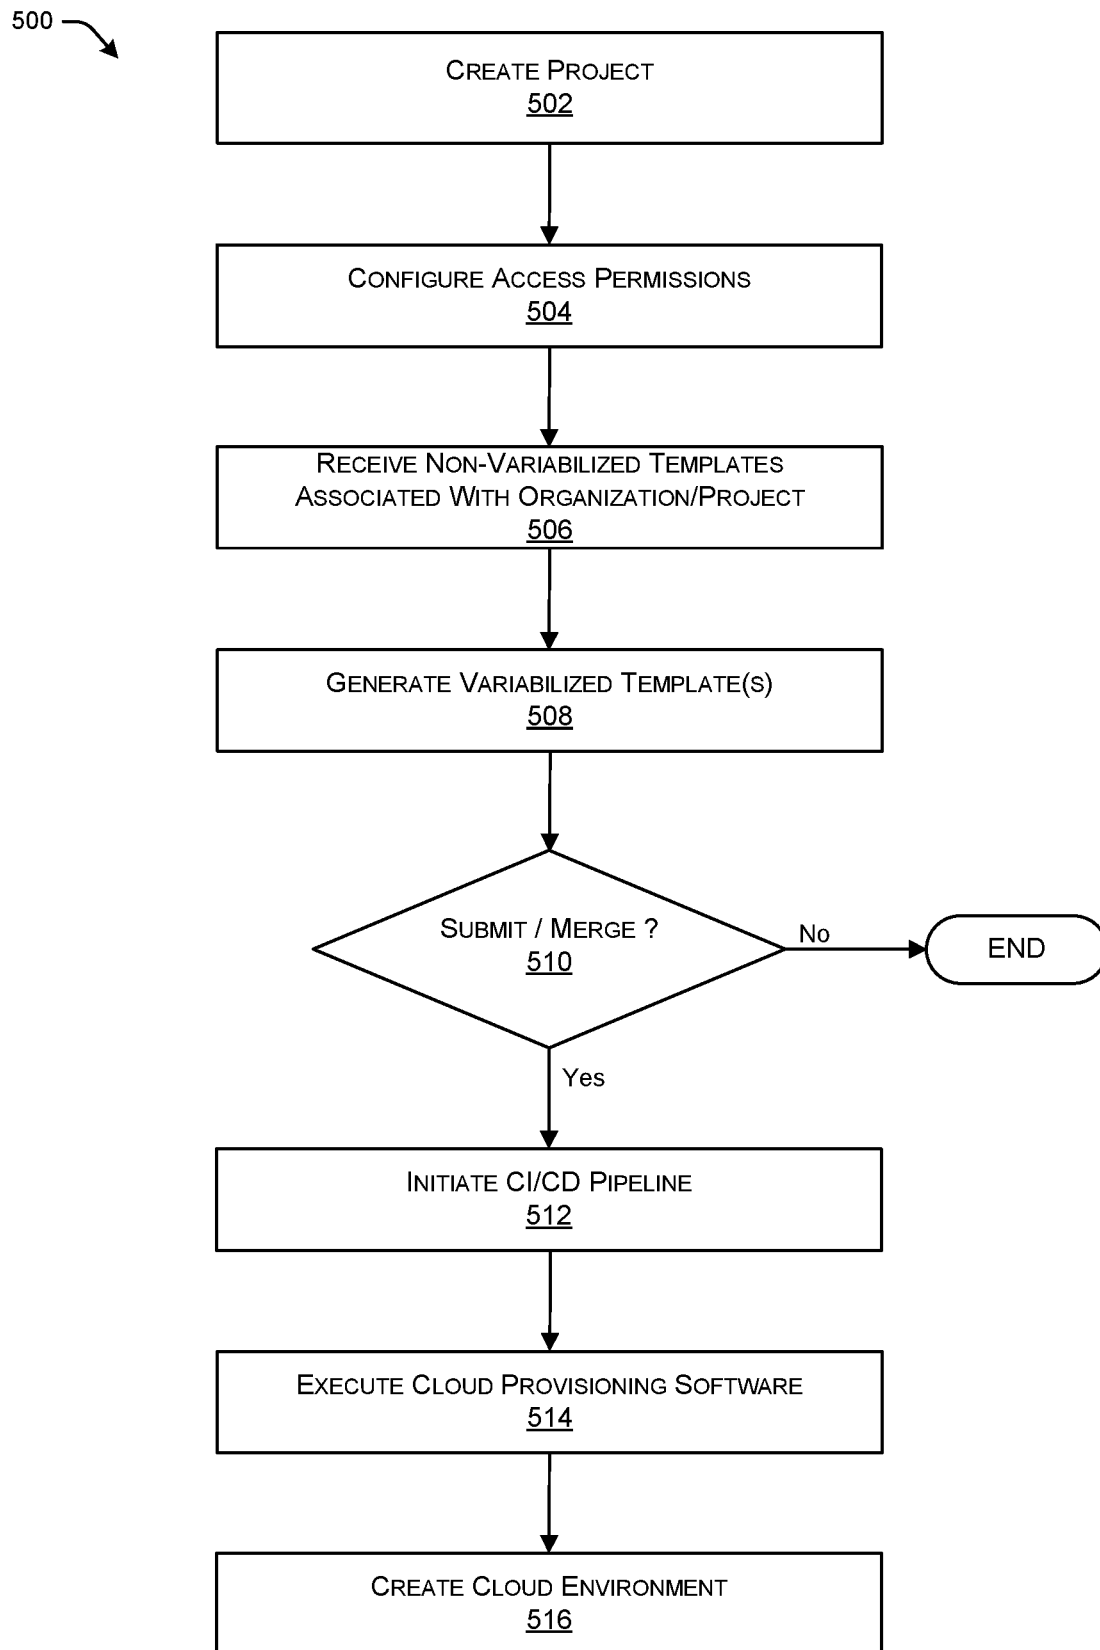 500
CREATE PROJECT
502
CONFIGURE ACCESS PERMISSIONS
504
RECEIVE NON-VARIABILIZED TEMPLATES
ASSOCIATED WITH ORGANIZATION/PROJECT
506
GENERATE VARIABILIZED TEMPLATE(S)
508
SUBMIT / MERGE ?
510
No
END
Yes
INITIATE CI/CD PIPELINE
512
EXECUTE CLOUD PROVISIONING SOFTWARE
514
CREATE CLOUD ENVIRONMENT
516